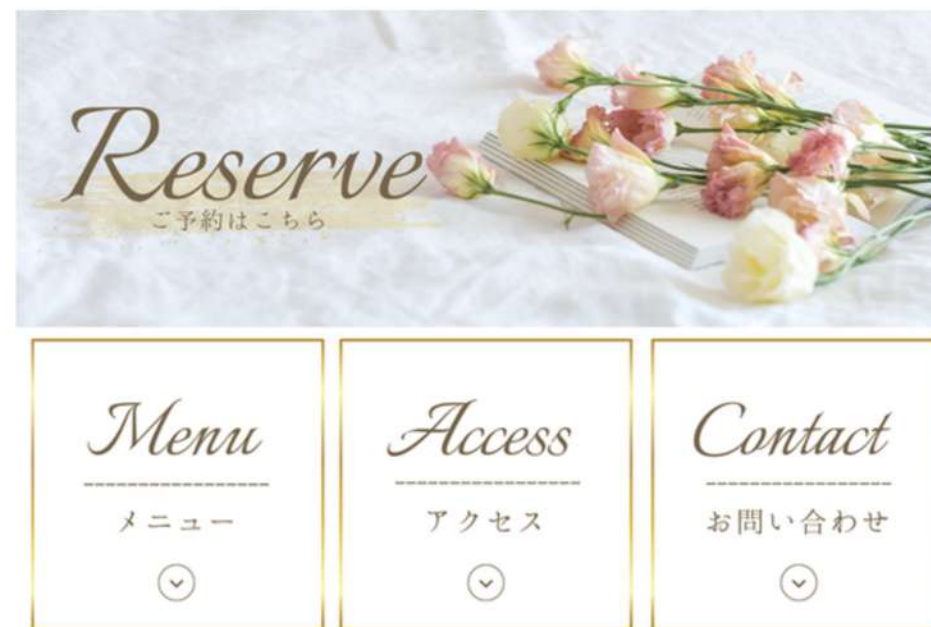 Reserve
ご予約はこちら
Menu
メニュー
Access
アクセス
Contact
お問い合わせ